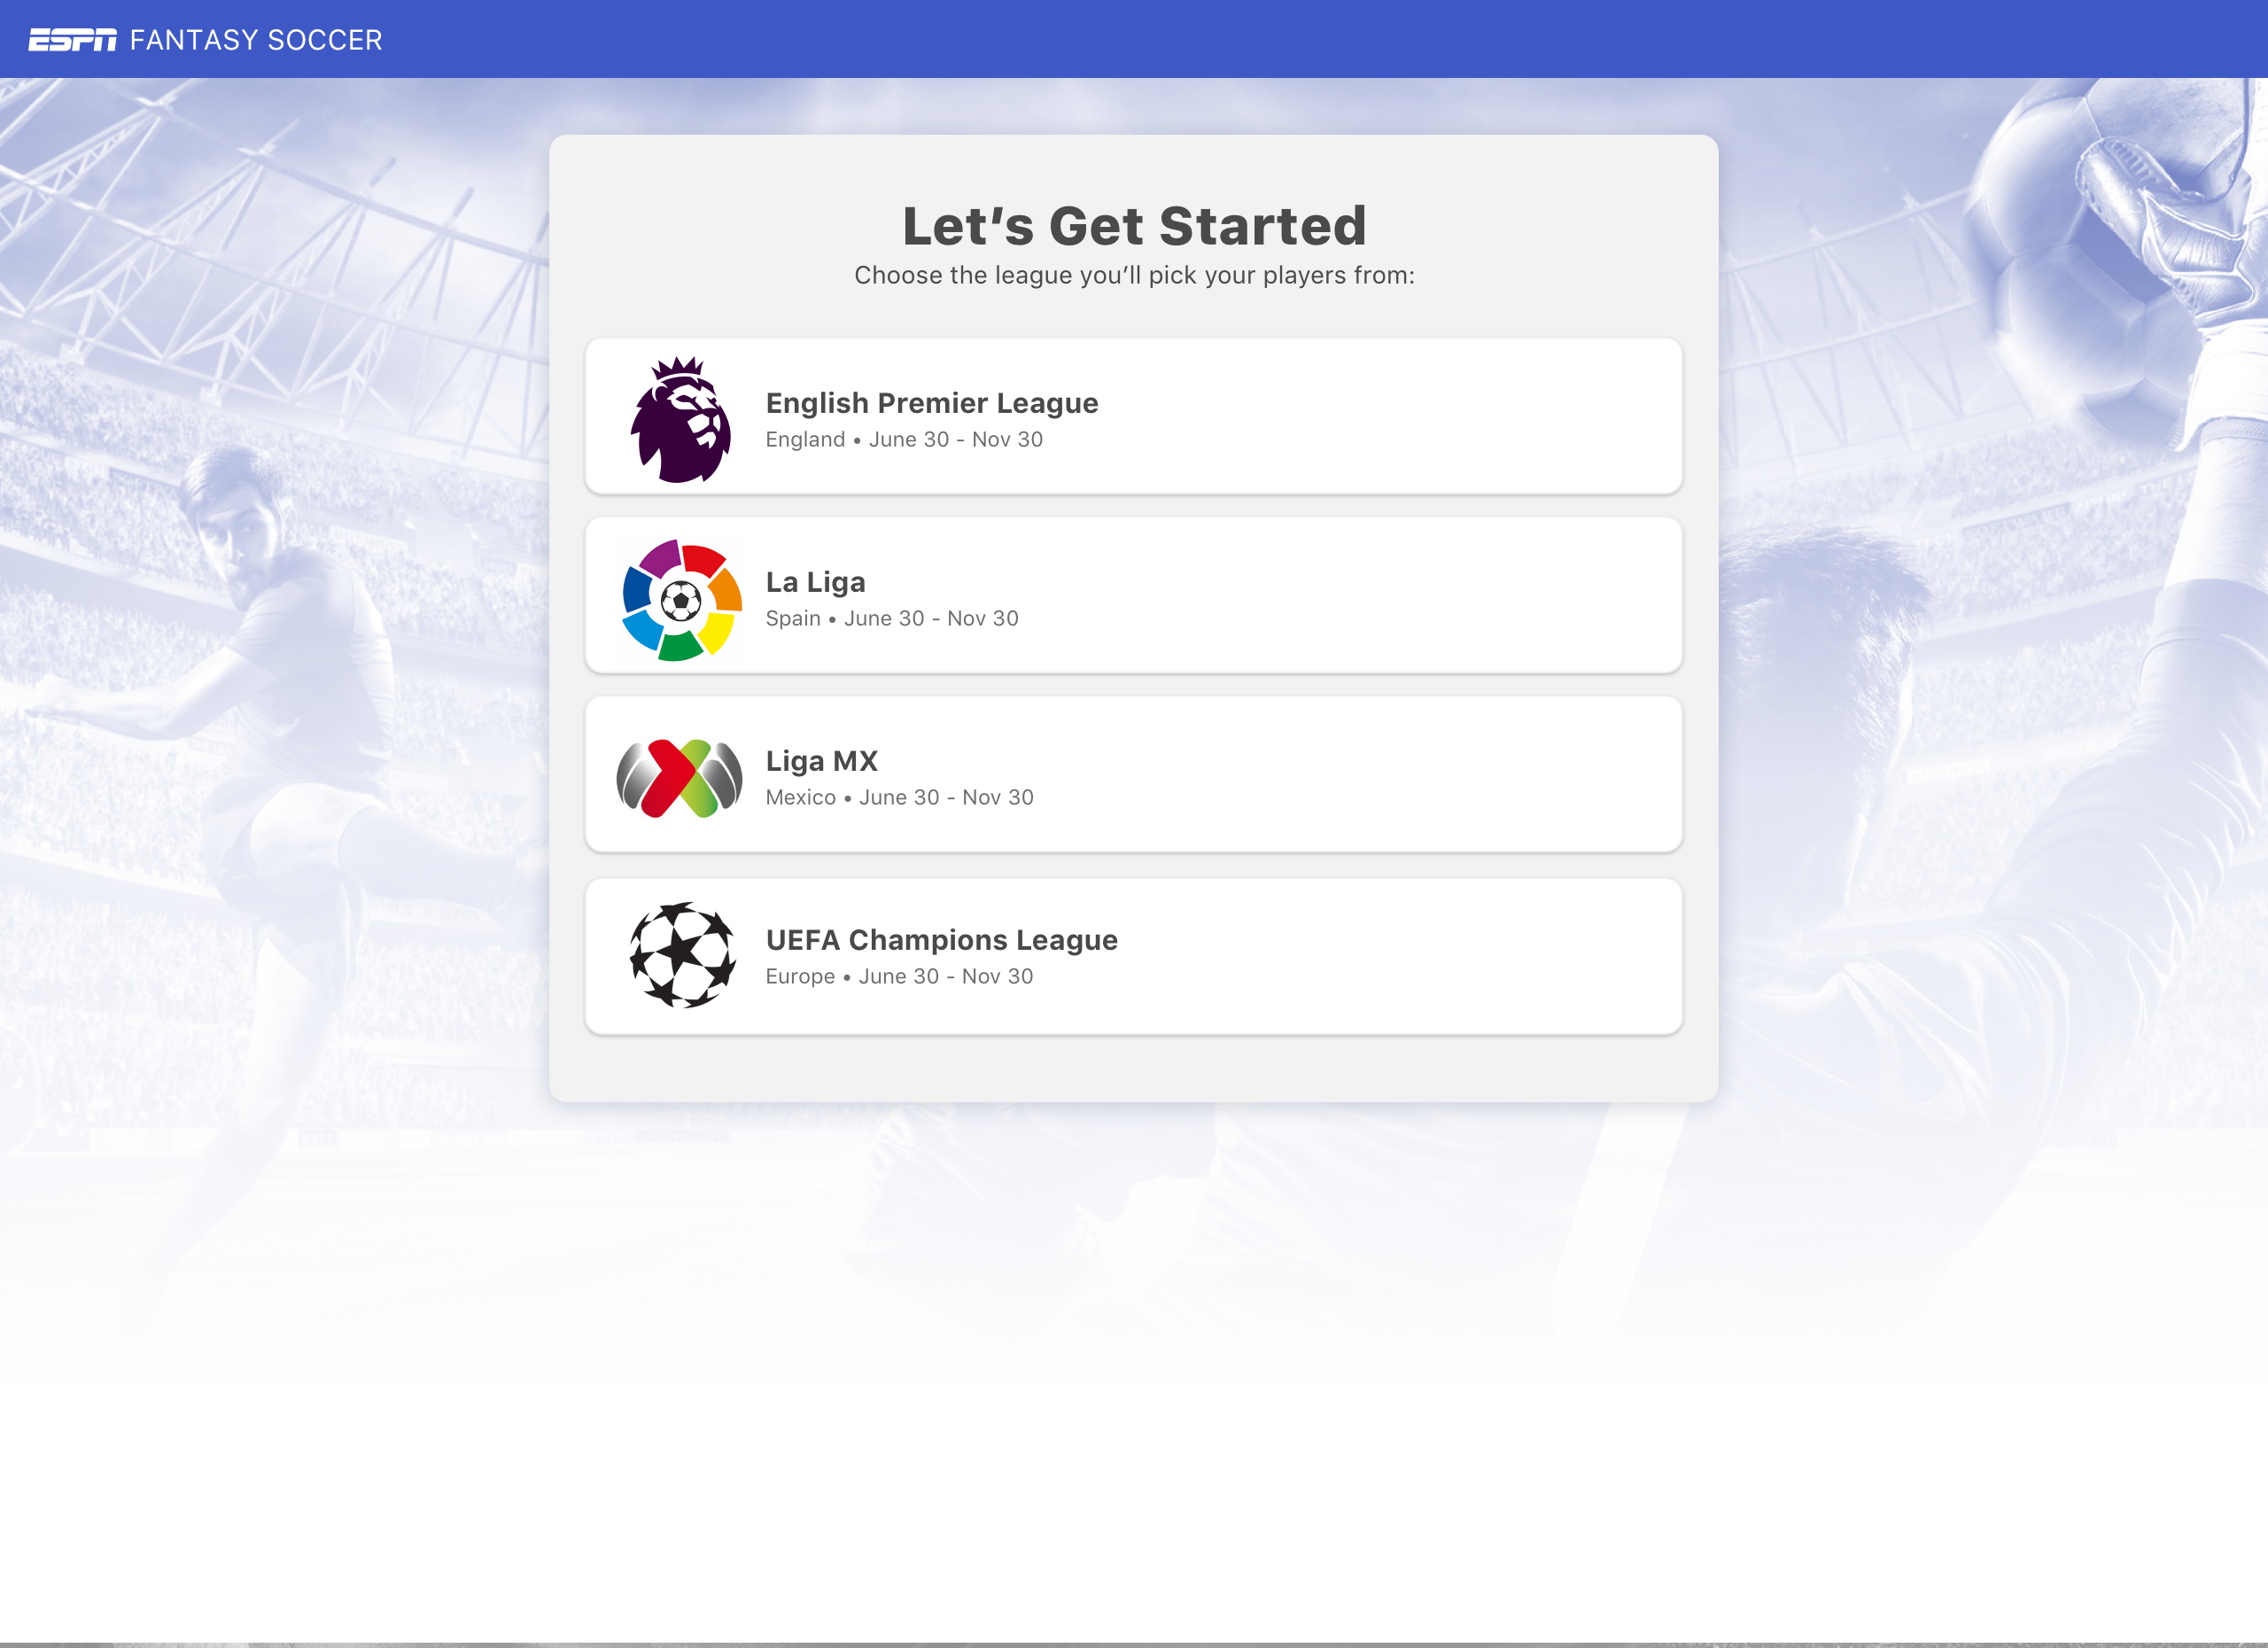 ESPN FANTASY SOCCER
Let’s Get Started
Choose the league you’ll pick your players from:
English Premier League
England • June 30 - Nov 30
La Liga
Spain • June 30 - Nov 30
Liga MX
Mexico • June 30 - Nov 30
UEFA Champions League
Europe • June 30 - Nov 30